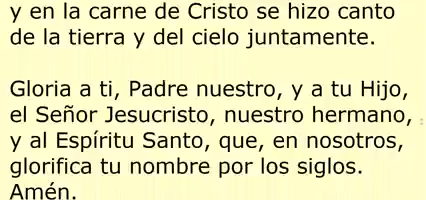 y en la carne de Cristo se hizo canto
de la tierra y del cielo juntamente.
Gloria a ti, Padre nuestro, y a tu Hijo,
el Señor Jesucristo, nuestro hermano,
y al Espíritu Santo, que, en nosotros,
glorifica tu nombre por los siglos.
Amén.